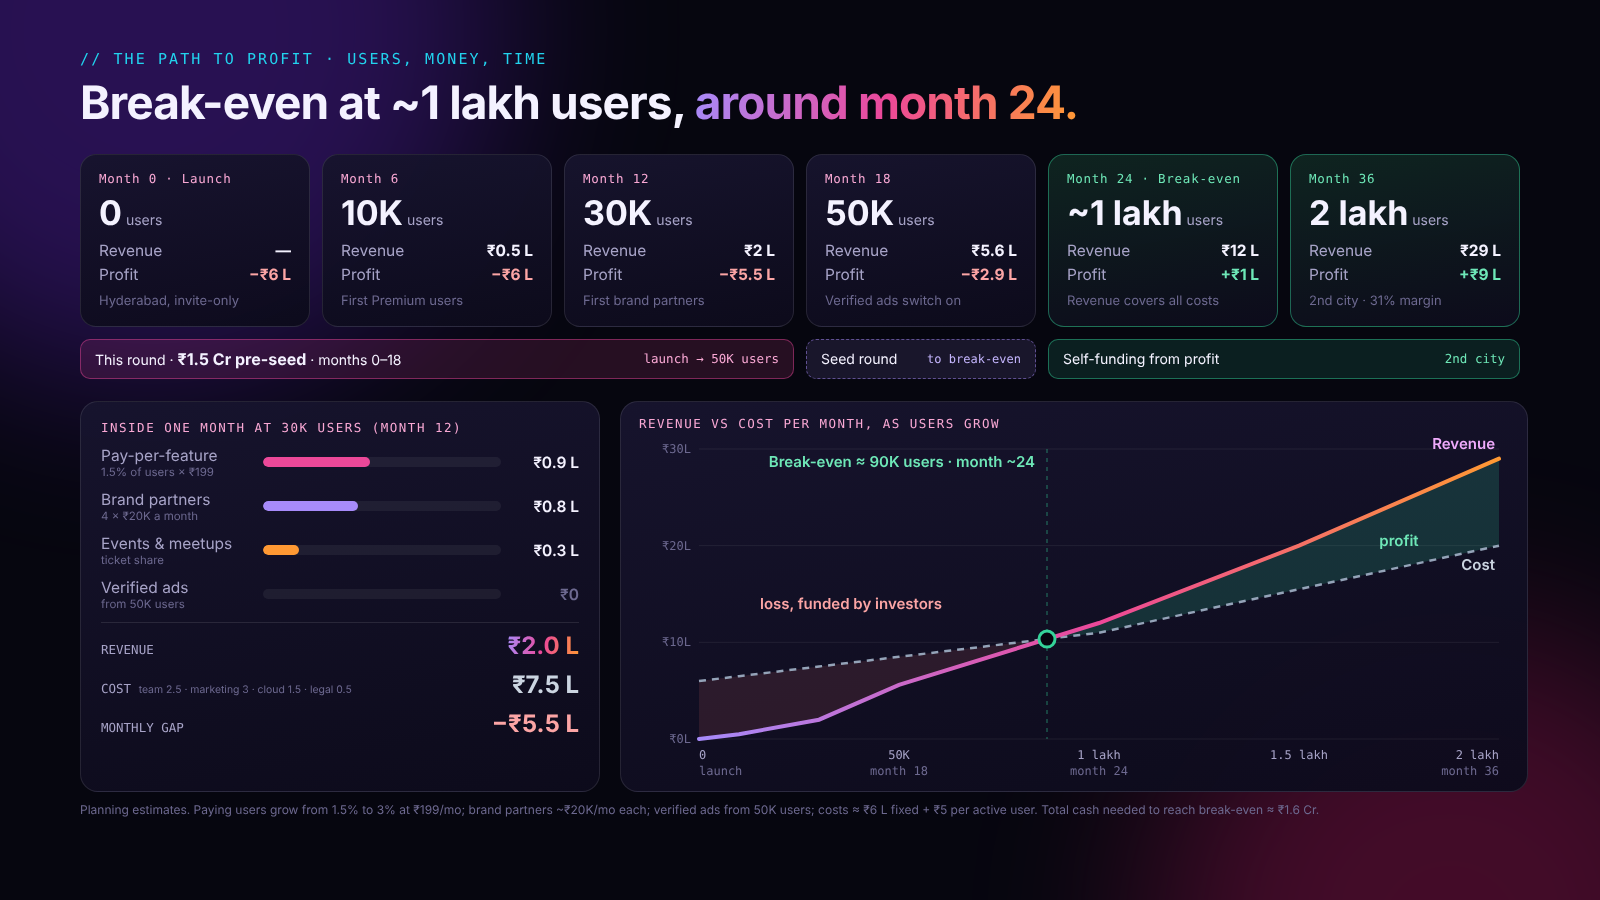 // THE PATH TO PROFIT · USERS, MONEY, TIME
Break-even at ~1 lakh users, around month 24.
Month 0 · Launch
0 users
Revenue —
Profit −₹6 L
Hyderabad, invite-only
Month 6
10K users
Revenue ₹0.5 L
Profit −₹6 L
First Premium users
Month 12
30K users
Revenue ₹2 L
Profit −₹5.5 L
First brand partners
Month 18
50K users
Revenue ₹5.6 L
Profit −₹2.9 L
Verified ads switch on
Month 24 · Break-even
~1 lakh users
Revenue ₹12 L
Profit +₹1 L
Revenue covers all costs
Month 36
2 lakh users
Revenue ₹29 L
Profit +₹9 L
2nd city · 31% margin
This round · ₹1.5 Cr pre-seed · months 0–18 launch → 50K users
Seed round to break-even
Self-funding from profit 2nd city
INSIDE ONE MONTH AT 30K USERS (MONTH 12)
Pay-per-feature ₹0.9 L
1.5% of users × ₹199
Brand partners ₹0.8 L
4 × ₹20K a month
Events & meetups ₹0.3 L
ticket share
Verified ads ₹0
from 50K users
REVENUE ₹2.0 L
COST team 2.5 · marketing 3 · cloud 1.5 · legal 0.5 ₹7.5 L
MONTHLY GAP −₹5.5 L
REVENUE VS COST PER MONTH, AS USERS GROW
Revenue
₹30L
Break-even ≈ 90K users · month ~24
profit
₹20L
Cost
loss, funded by investors
₹10L
₹0L
0 50K 1 lakh 1.5 lakh 2 lakh
launch month 18 month 24 month 36
Planning estimates. Paying users grow from 1.5% to 3% at ₹199/mo; brand partners ~₹20K/mo each; verified ads from 50K users; costs ≈ ₹6 L fixed + ₹5 per active user. Total cash needed to reach break-even ≈ ₹1.6 Cr.